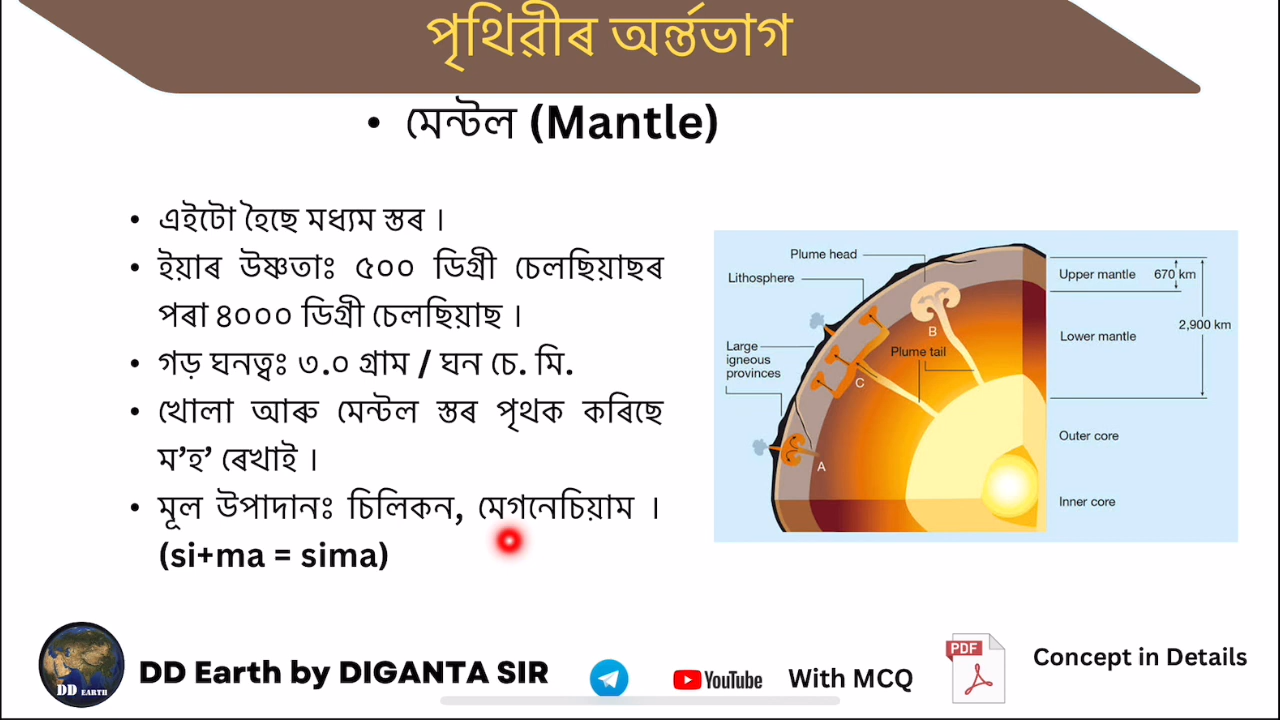 পৃথিৱীৰ অৰ্ন্তভাগ
• মেন্টল (Mantle)
• এইটো হৈছে মধ্যম স্তৰ ।
• ইয়াৰ উষ্ণতাঃ ৫০০ ডিগ্ৰী চেলছিয়াছৰ
পৰা ৪০০০ ডিগ্ৰী চেলছিয়াছ ।
• গড় ঘনত্বঃ ৩.০ গ্ৰাম / ঘন চে. মি.
• খোলা আৰু মেন্টল স্তৰ পৃথক কৰিছে
ম’হ’ ৰেখাই ।
• মূল উপাদানঃ চিলিকন, মেগনেচিয়াম ।
(si+ma = sima)
Plume head
Lithosphere
Large
igneous
provinces
Plume tail
A
B
C
Upper mantle 670 km
2,900 km
Lower mantle
Outer core
Inner core
DD EARTH
DD Earth by DIGANTA SIR
YouTube
With MCQ
PDF
Concept in Details